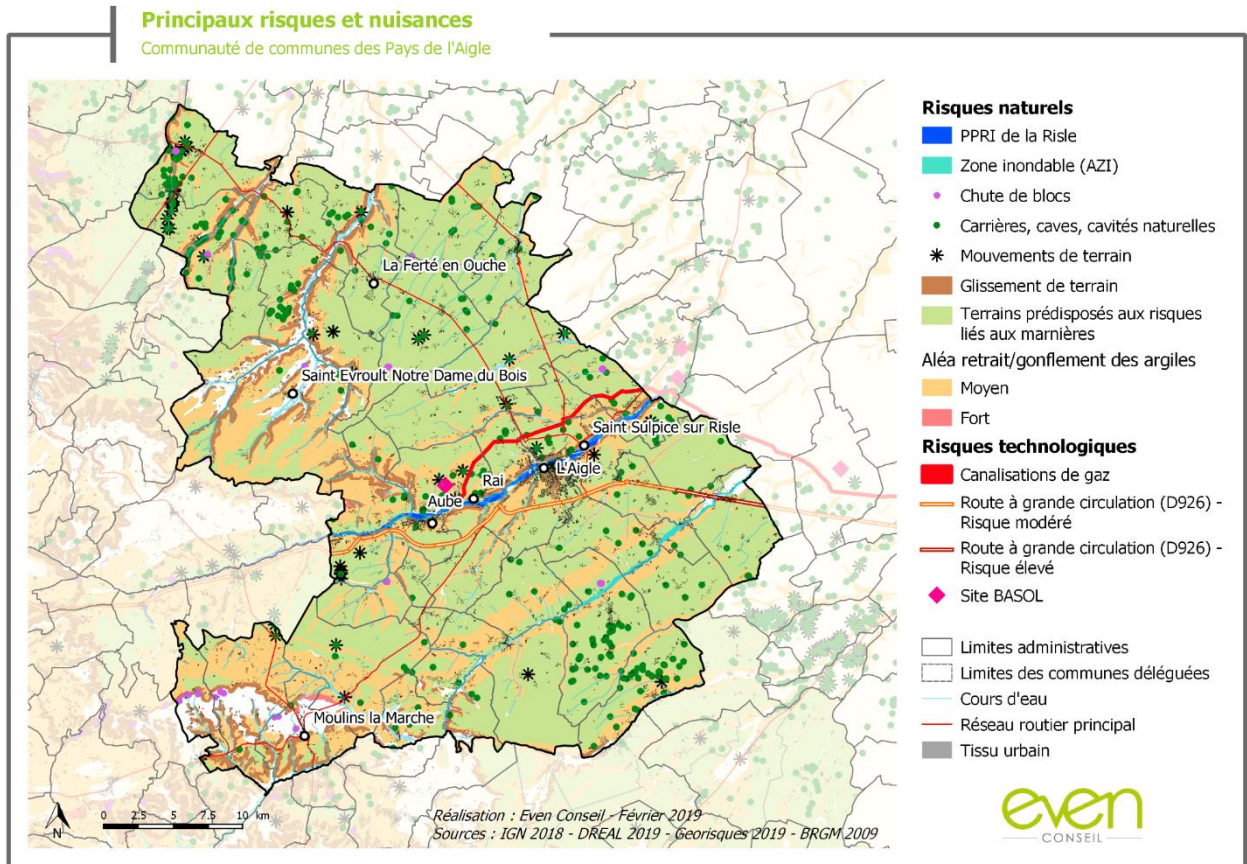 Principaux risques et nuisances
Communauté de communes des Pays de l'Aigle
La Ferté en Ouche
Saint Evroult Notre Dame du Bois
Saint Sulpice sur Risle
L'Aigle
Rai
Aube
Moulins la Marche
N
0 2.5 5 7.5 10 km
Réalisation : Even Conseil - Février 2019
Sources : IGN 2018 - DREAL 2019 - Georisques 2019 - BRGM 2009
Risques naturels
PPRI de la Risle
Zone inondable (AZI)
Chute de blocs
Carrières, caves, cavités naturelles
Mouvements de terrain
Glissement de terrain
Terrains prédisposés aux risques
liés aux marnières
Aléa retrait/gonflement des argiles
Moyen
Fort
Risques technologiques
Canalisations de gaz
Route à grande circulation (D926) -
Risque modéré
Route à grande circulation (D926) -
Risque élevé
Site BASOL
Limites administratives
Limites des communes déléguées
Cours d'eau
Réseau routier principal
Tissu urbain
even
CONSEIL